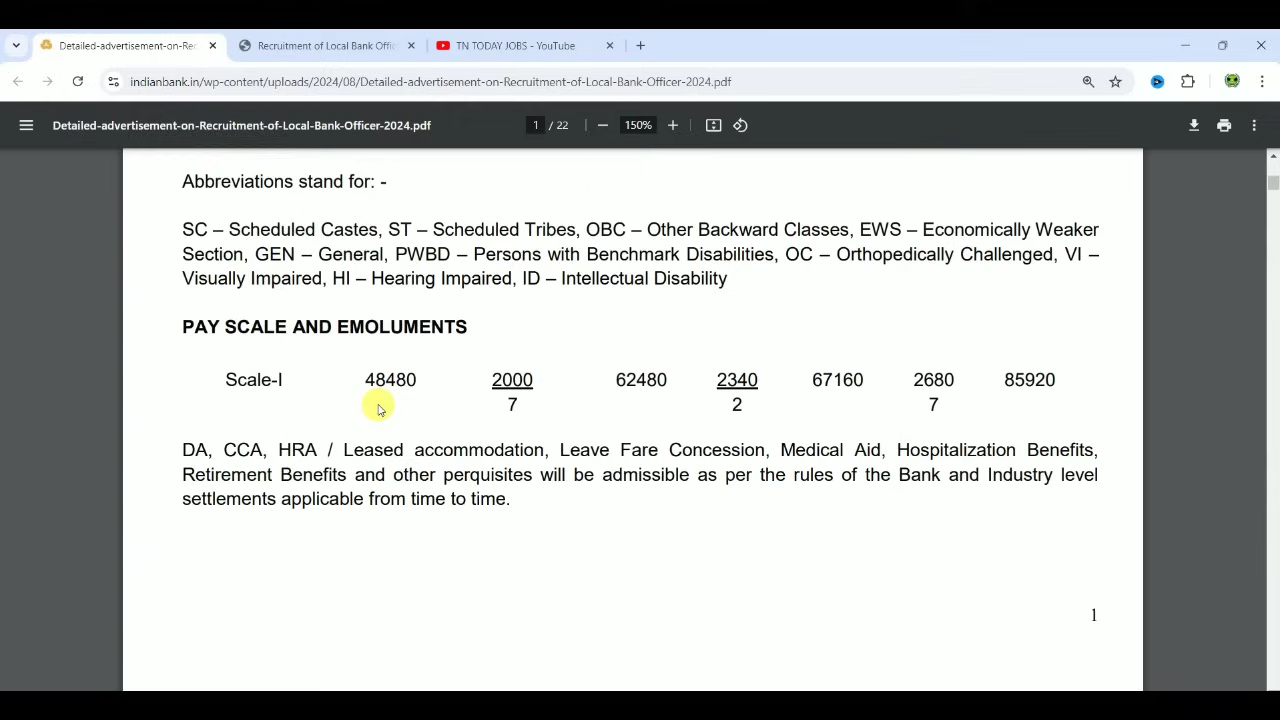 Detailed-advertisement-on-Rec
Recruitment of Local Bank Offic
TN TODAY JOBS - YouTube
indianbank.in/wp-content/uploads/2024/08/Detailed-advertisement-on-Recruitment-of-Local-Bank-Officer-2024.pdf
Detailed-advertisement-on-Recruitment-of-Local-Bank-Officer-2024.pdf 1 / 22 150%
Abbreviations stand for: -
SC – Scheduled Castes, ST – Scheduled Tribes, OBC – Other Backward Classes, EWS – Economically Weaker
Section, GEN – General, PWBD – Persons with Benchmark Disabilities, OC – Orthopedically Challenged, VI –
Visually Impaired, HI – Hearing Impaired, ID – Intellectual Disability
PAY SCALE AND EMOLUMENTS
Scale-I 48480 2000 62480 2340 67160 2680 85920
7 2 7
DA, CCA, HRA / Leased accommodation, Leave Fare Concession, Medical Aid, Hospitalization Benefits,
Retirement Benefits and other perquisites will be admissible as per the rules of the Bank and Industry level
settlements applicable from time to time.
1